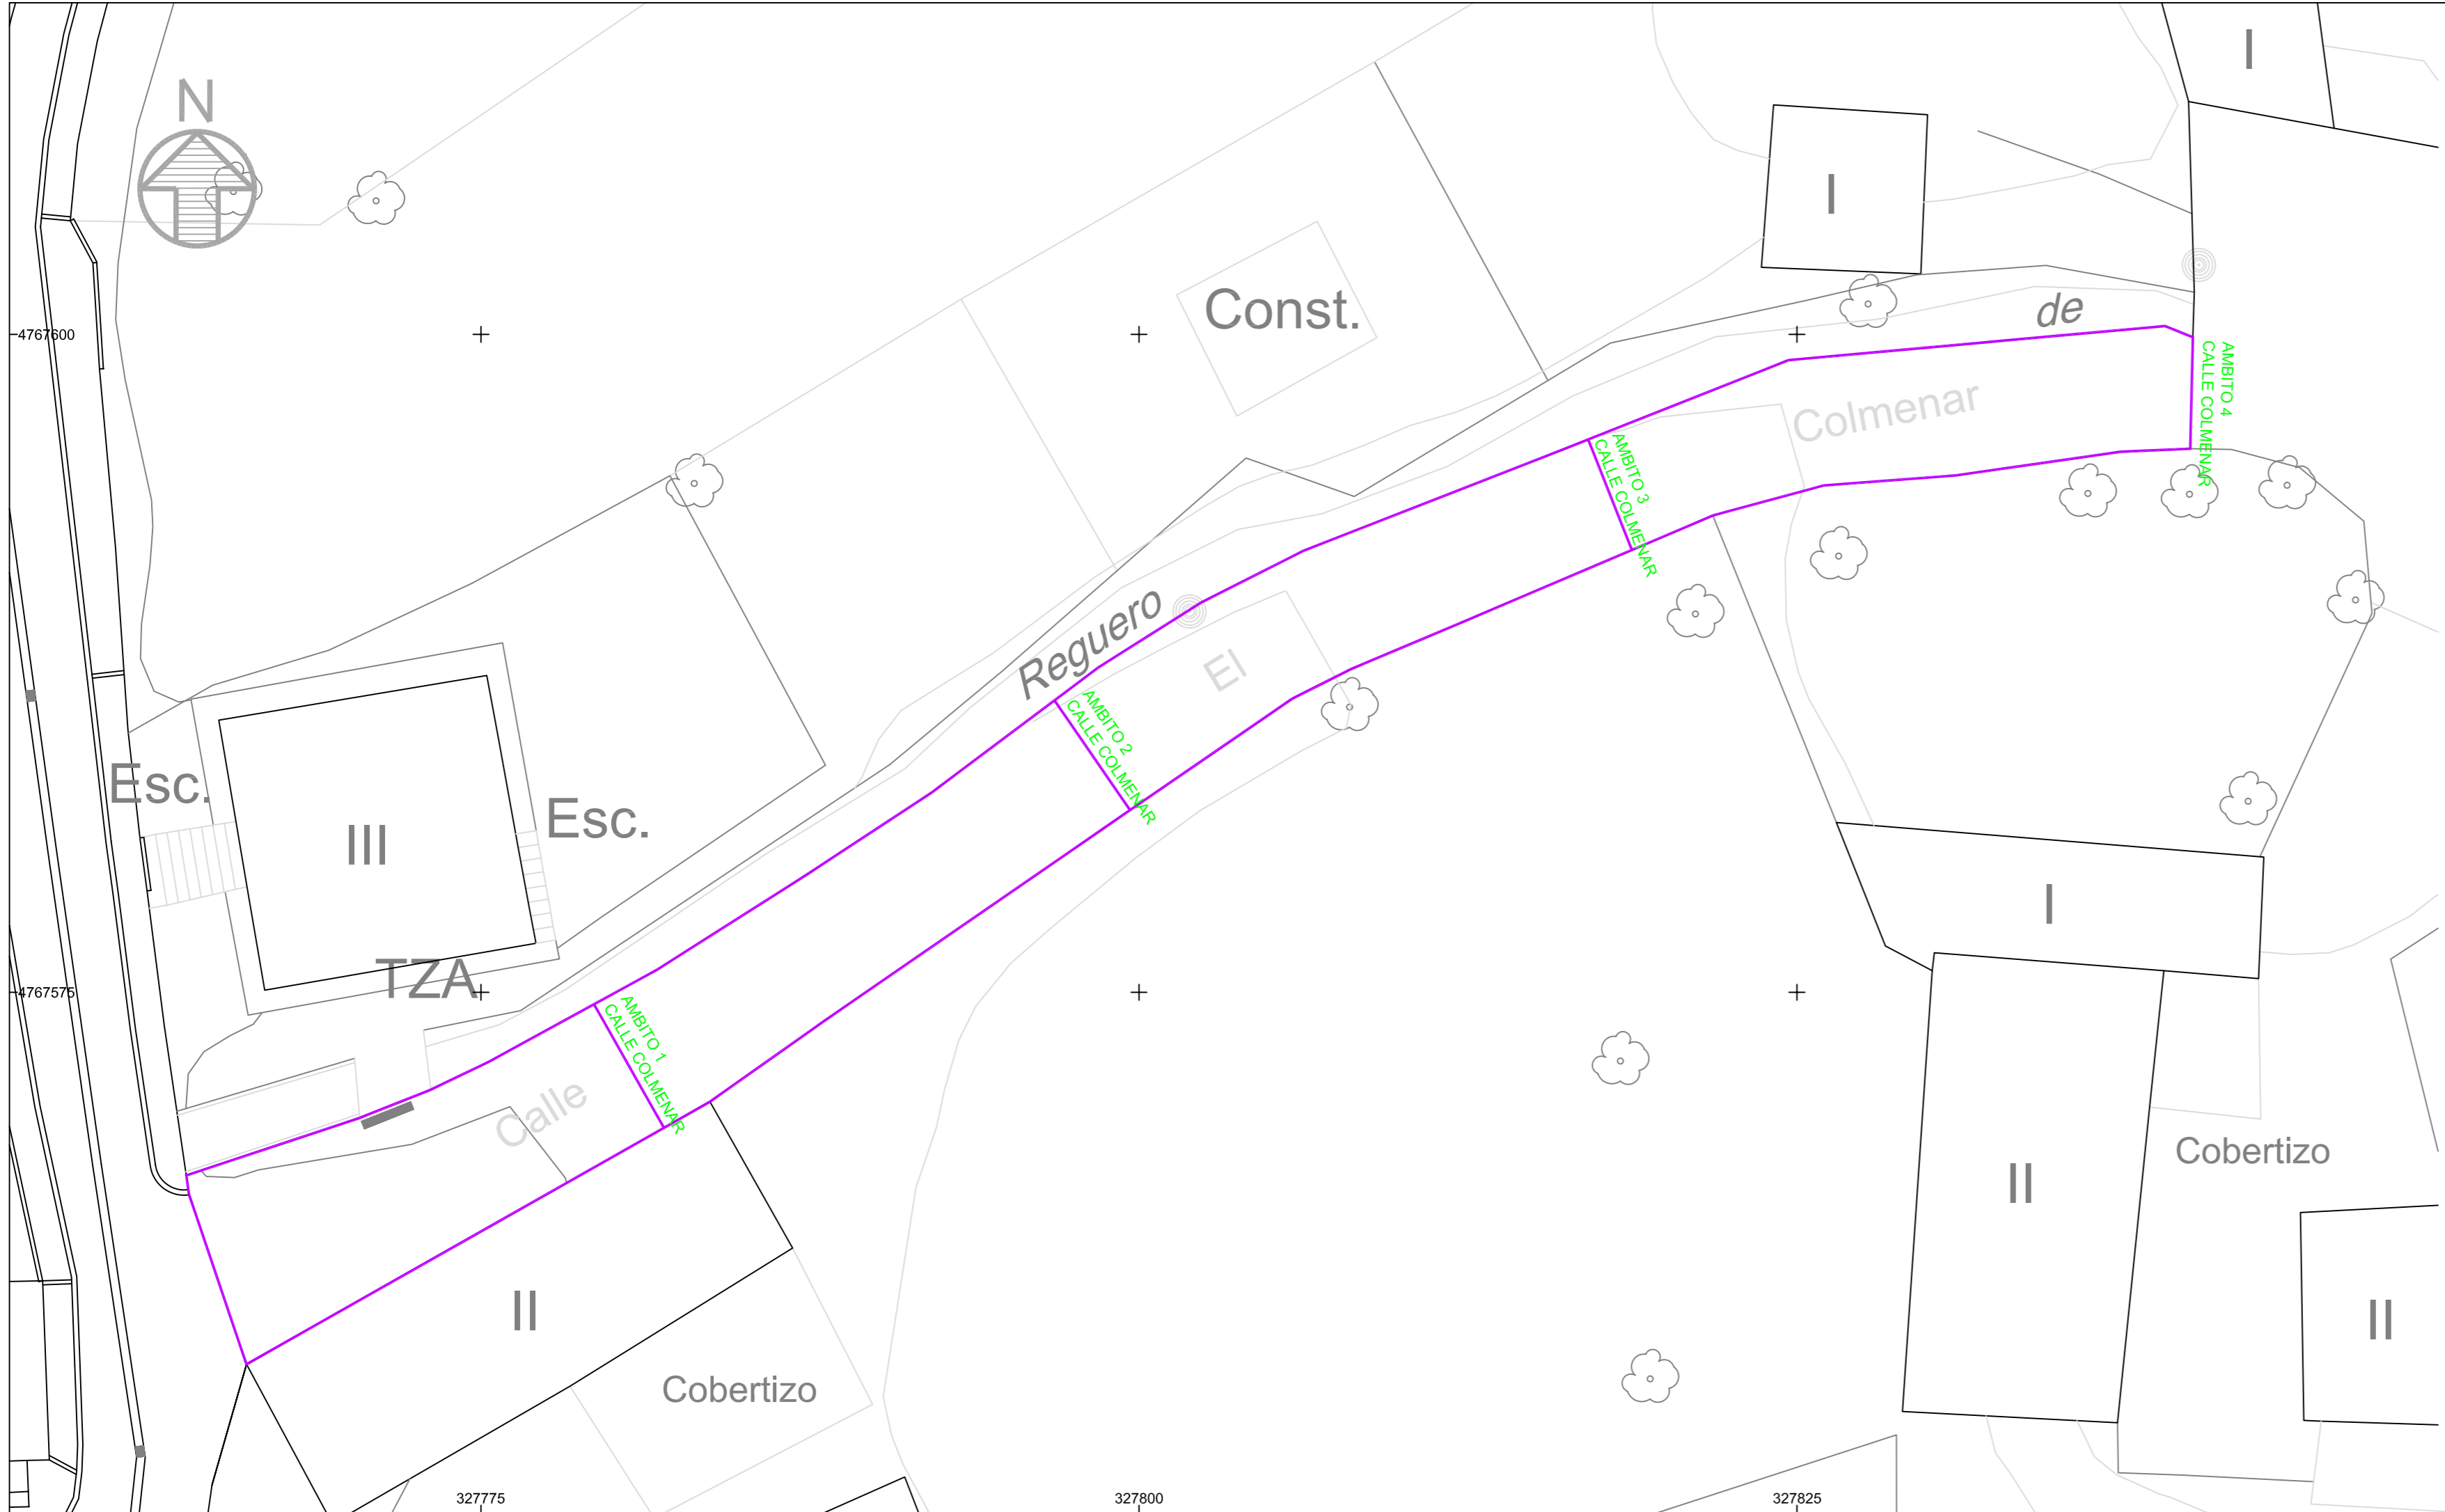 N
I
I
de
Const.
4767600
AMBITO 4
CALLE COLMENAR
Colmenar
AMBITO 3
CALLE COLMENAR
Reguero
El
AMBITO 2
CALLE COLMENAR
Esc.
Esc.
III
I
TZA
4767575
AMBITO 1
CALLE COLMENAR
Calle
Cobertizo
II
II
II
Cobertizo
327775
327800
327825